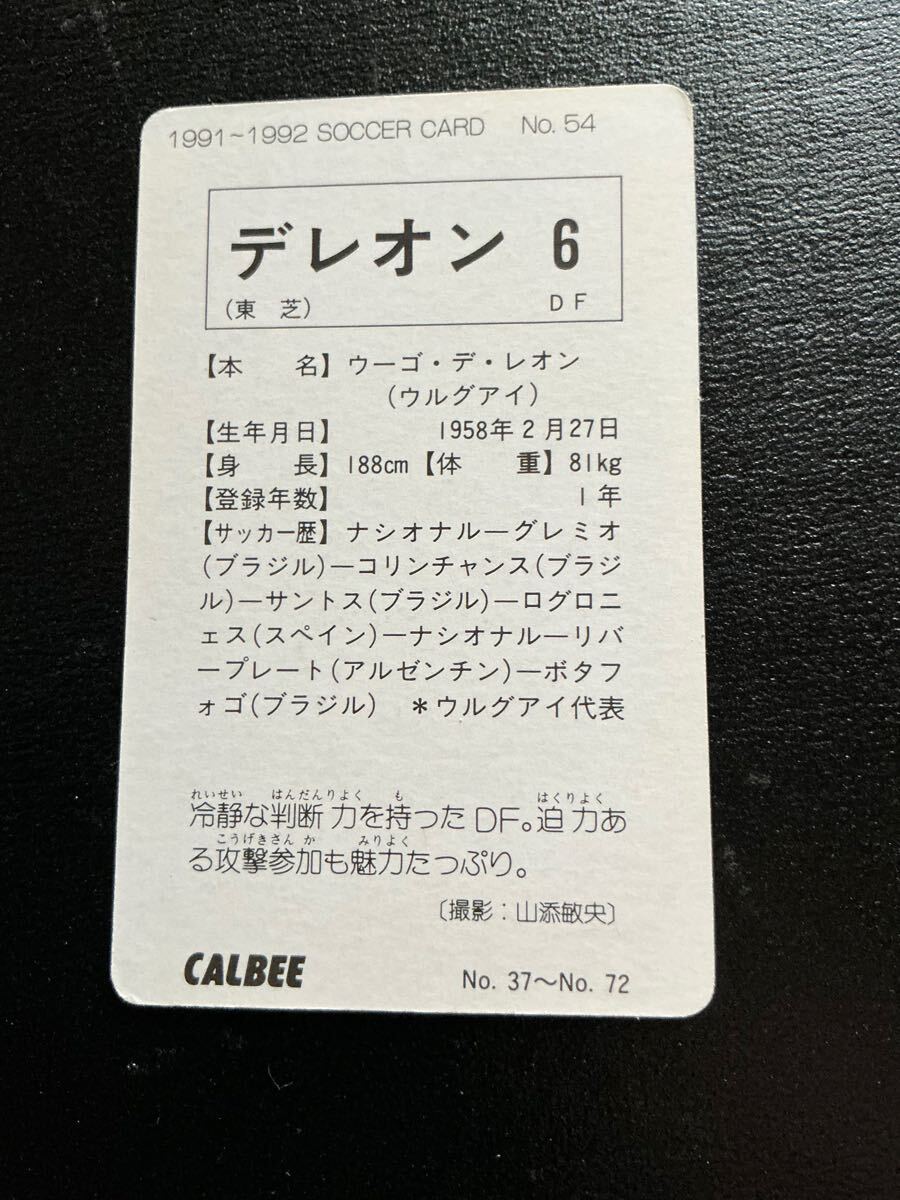 1991~1992 SOCCER CARD No. 54
デレオン 6
(東 芝) DF
【本 名】ウーゴ・デ・レオン
(ウルグアイ)
【生年月日】 1958年2月27日
【身 長】188cm【体 重】81kg
【登録年数】 1年
【サッカー歴】ナシオナルーグレミオ
(ブラジル)ーコリンチャンス(ブラジ
ル)ーサントス(ブラジル)ーログロニ
ェス(スペイン)ーナシオナルーリバ
ープレート(アルゼンチン)ーボタフ
ォゴ(ブラジル) *ウルグアイ代表
れいせい はんだんりよく も はくりよく
冷静な判断力を持ったDF。迫力あ
こうげきさんか みりよく
る攻撃参加も魅力たっぷり。
〔撮影:山添敏央〕
CALBEE No. 37〜No. 72